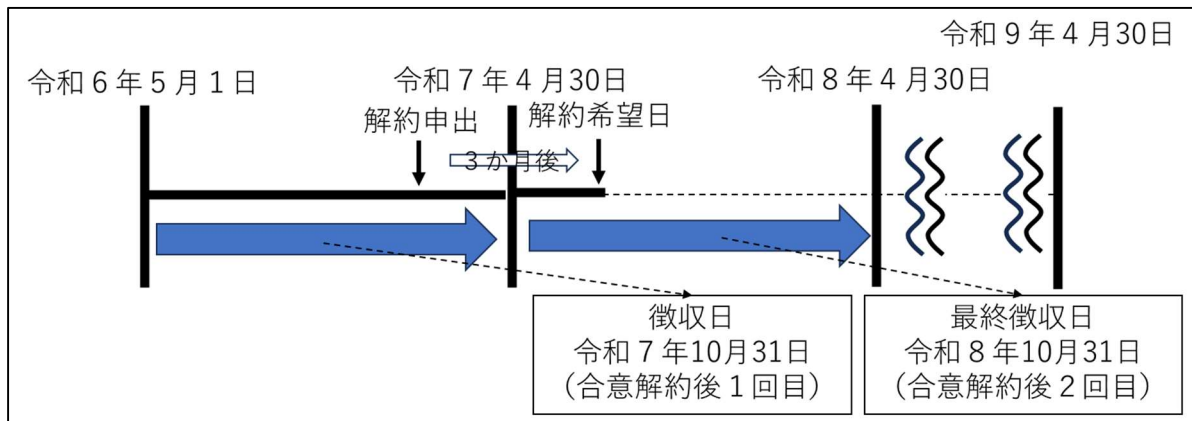 令和９年４月30日
令和６年５月１日
令和７年４月30日
令和８年４月30日
解約申出
解約希望日
３か月後
徴収日
令和７年10月31日
（合意解約後１回目）
最終徴収日
令和８年10月31日
（合意解約後２回目）